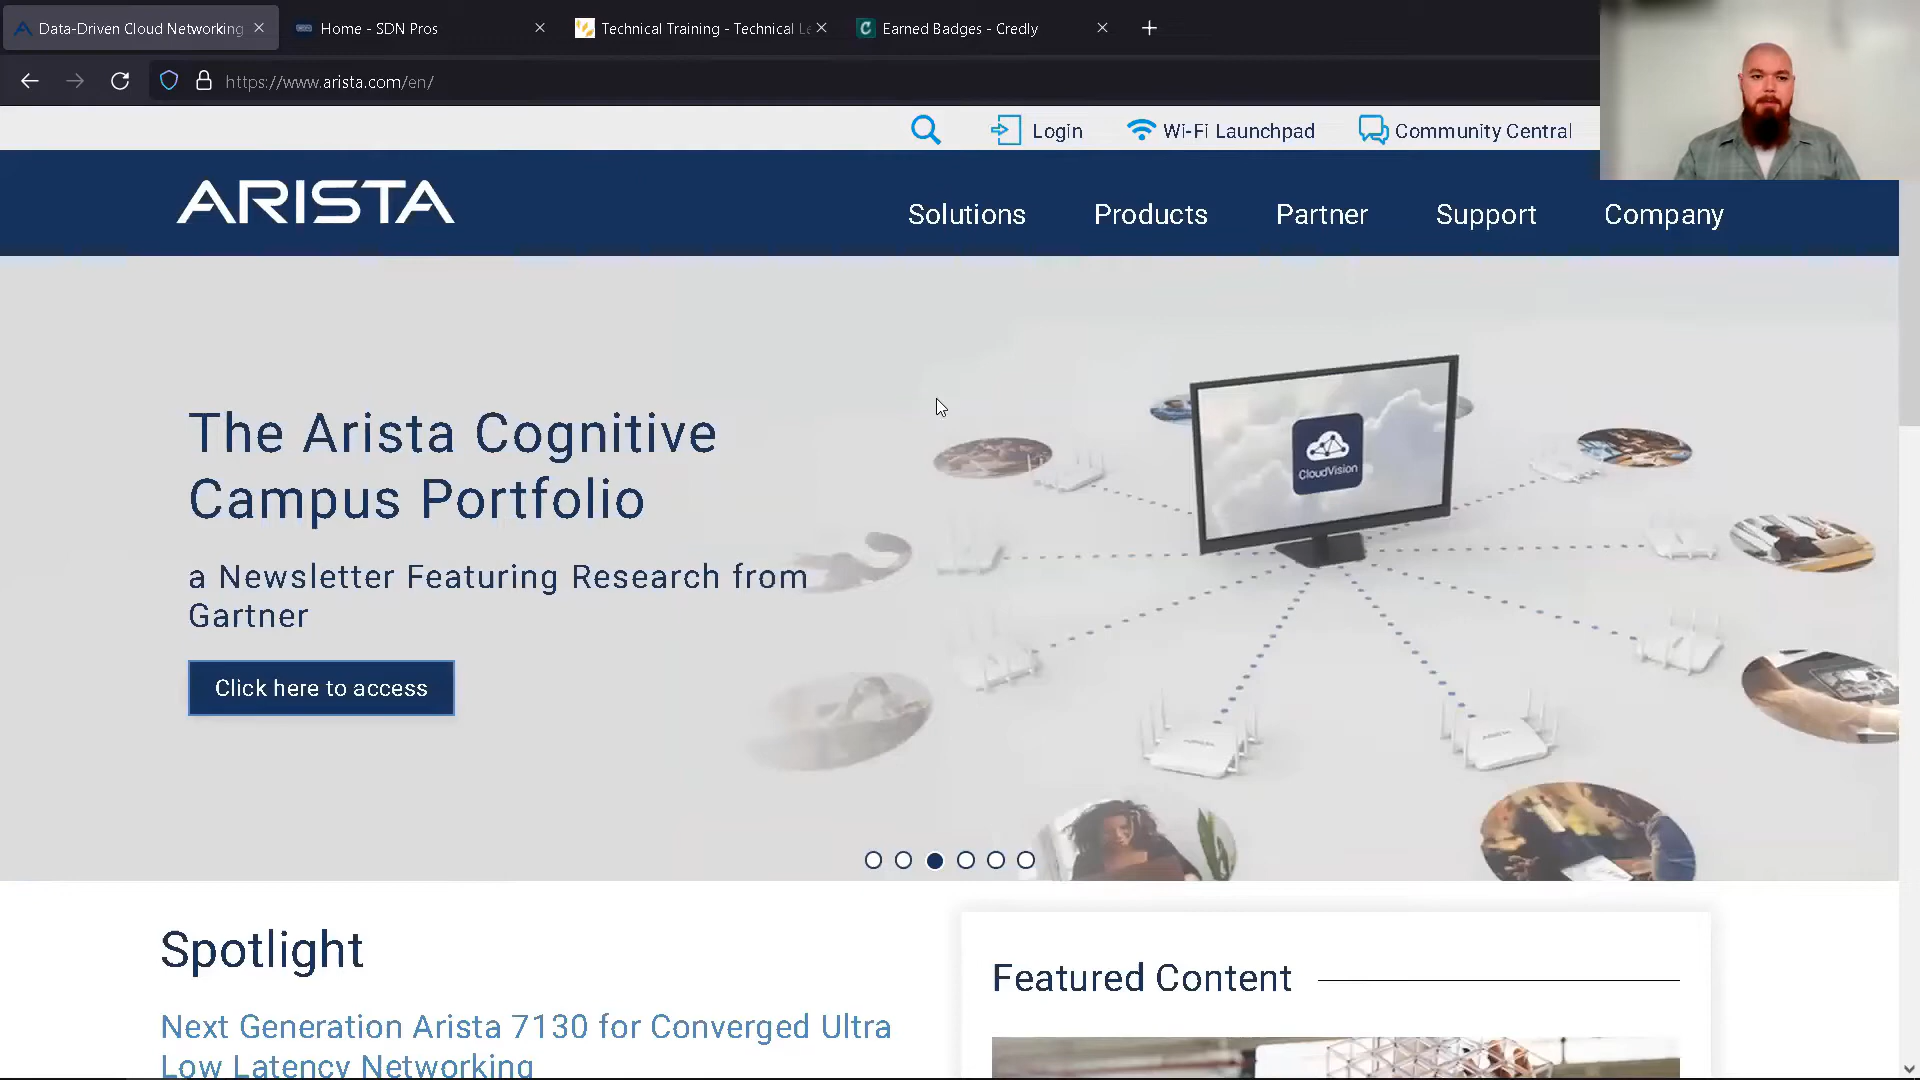 Data-Driven Cloud Networking
Home - SDN Pros
Technical Training - Technical Le
Earned Badges - Credly
https://www.arista.com/en/
Login
Wi-Fi Launchpad
Community Central
ARISTA
Solutions
Products
Partner
Support
Company
The Arista Cognitive
Campus Portfolio
a Newsletter Featuring Research from
Gartner
Click here to access
CloudVision
Spotlight
Next Generation Arista 7130 for Converged Ultra
Low Latency Networking
Featured Content